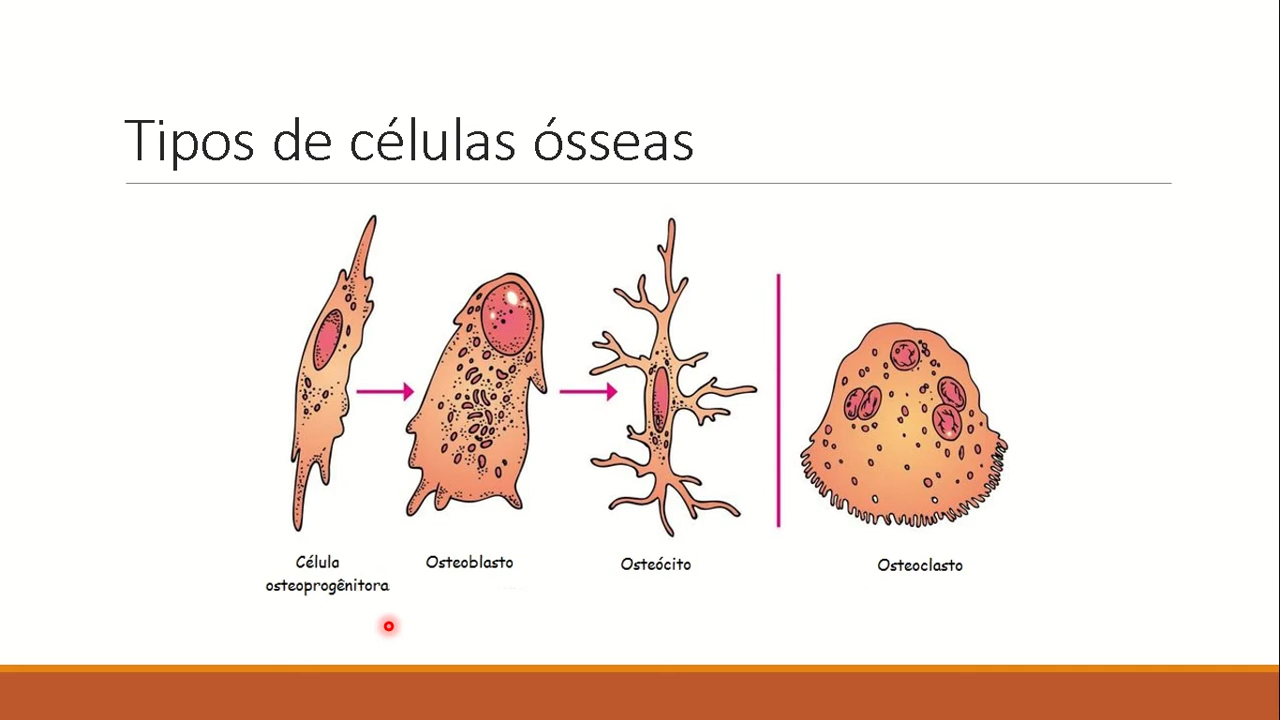 Tipos de células ósseas
Célula
osteoprogênitora
Osteoblasto
Osteócito
Osteoclasto